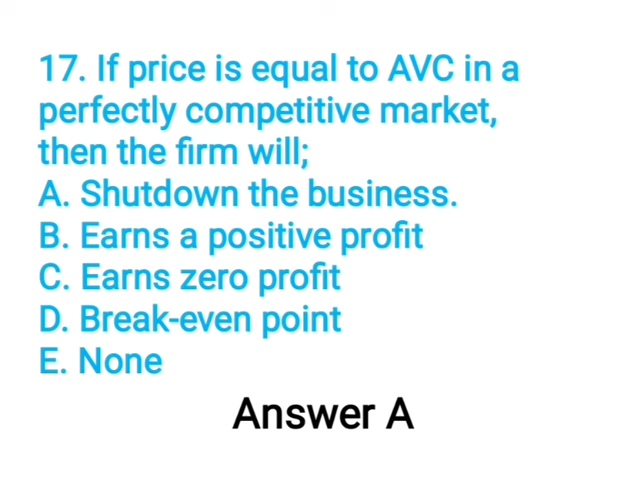 17. If price is equal to AVC in a
perfectly competitive market,
then the firm will;
A. Shutdown the business.
B. Earns a positive profit
C. Earns zero profit
D. Break-even point
E. None
Answer A